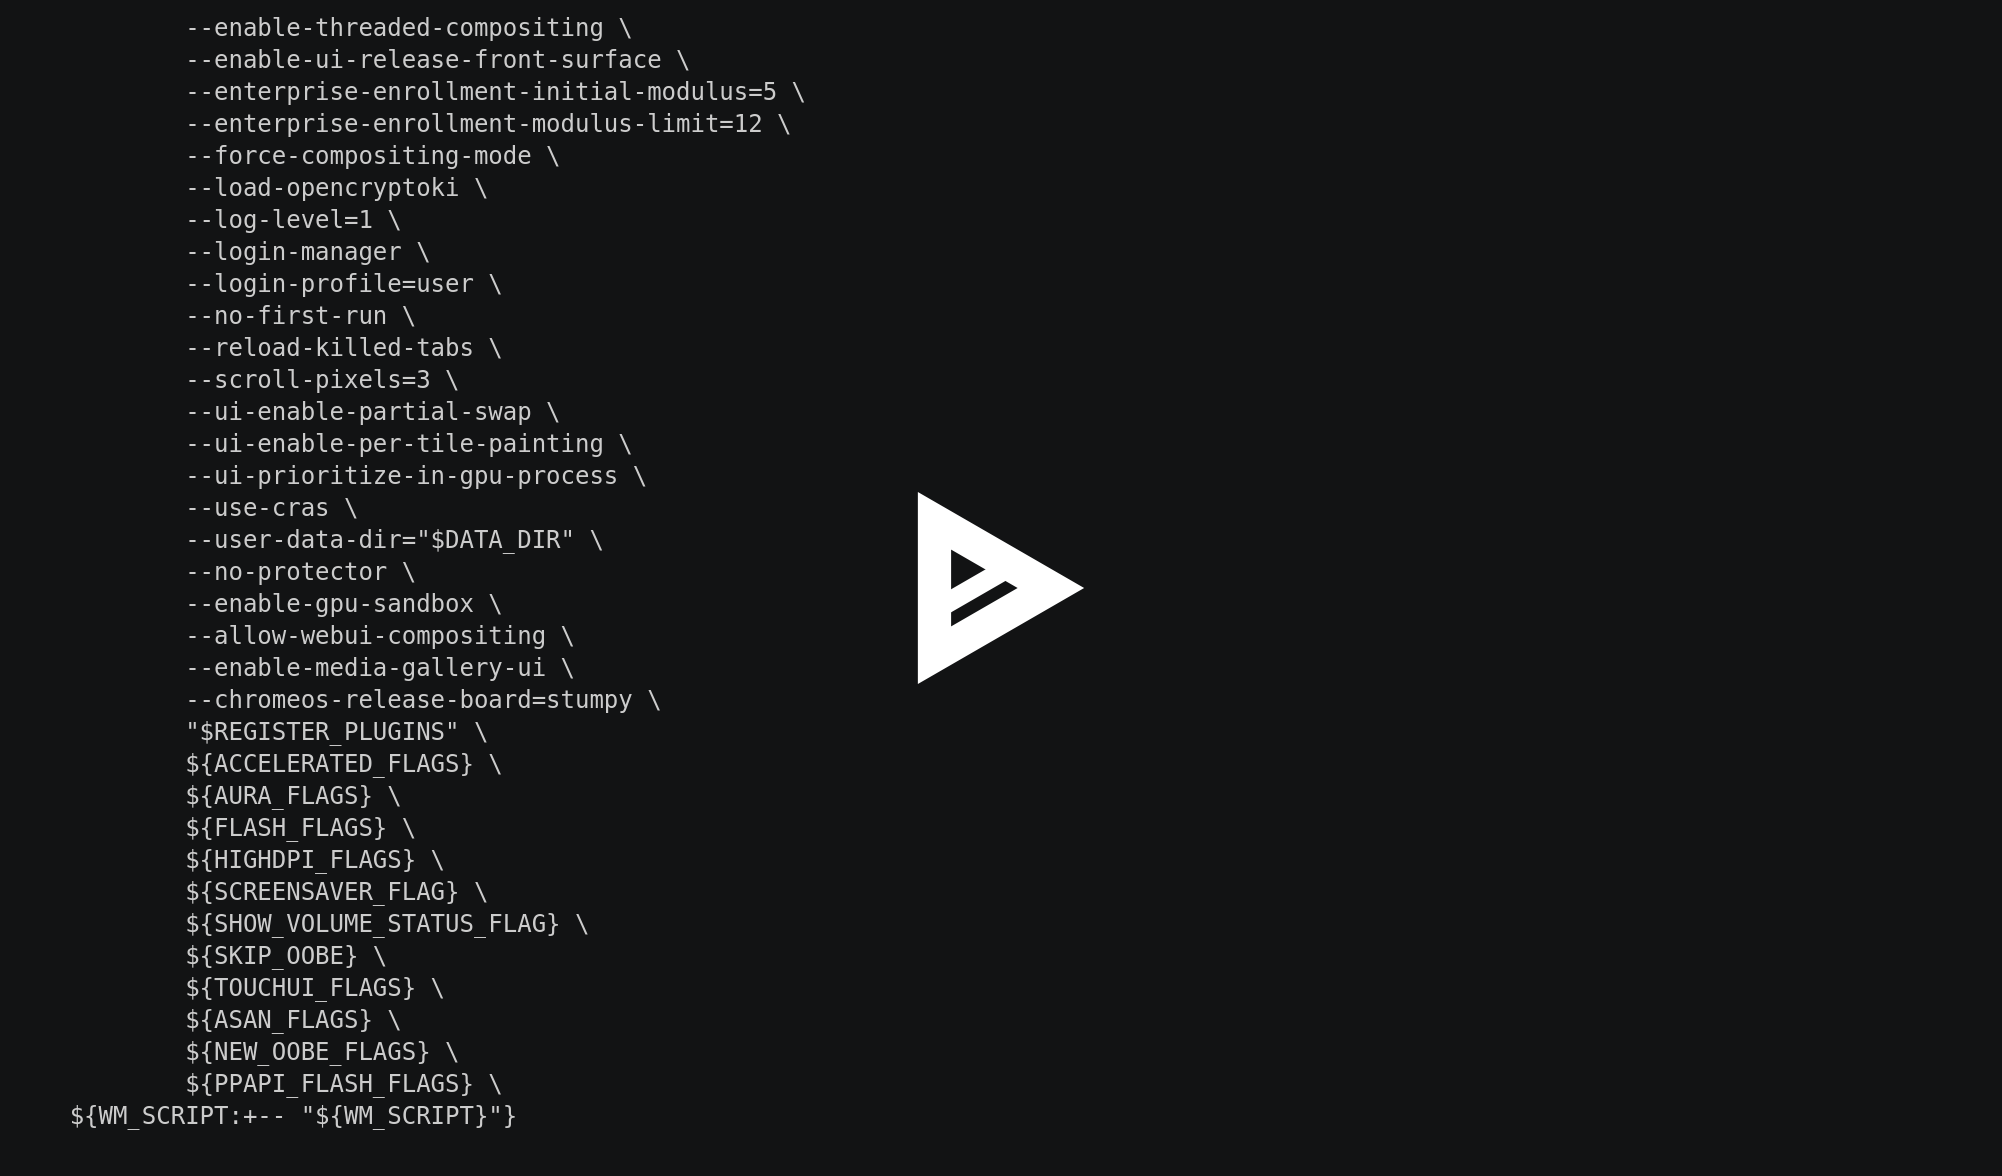 --enable-threaded-compositing \
--enable-ui-release-front-surface \
--enterprise-enrollment-initial-modulus=5 \
--enterprise-enrollment-modulus-limit=12 \
--force-compositing-mode \
--load-opencryptoki \
--log-level=1 \
--login-manager \
--login-profile=user \
--no-first-run \
--reload-killed-tabs \
--scroll-pixels=3 \
--ui-enable-partial-swap \
--ui-enable-per-tile-painting \
--ui-prioritize-in-gpu-process \
--use-cras \
--user-data-dir="$DATA_DIR" \
--no-protector \
--enable-gpu-sandbox \
--allow-webui-compositing \
--enable-media-gallery-ui \
--chromeos-release-board=stumpy \
"$REGISTER_PLUGINS" \
${ACCELERATED_FLAGS} \
${AURA_FLAGS} \
${FLASH_FLAGS} \
${HIGHDPI_FLAGS} \
${SCREENSAVER_FLAG} \
${SHOW_VOLUME_STATUS_FLAG} \
${SKIP_OOBE} \
${TOUCHUI_FLAGS} \
${ASAN_FLAGS} \
${NEW_OOBE_FLAGS} \
${PPAPI_FLASH_FLAGS} \
${WM_SCRIPT:+-- "${WM_SCRIPT}"}